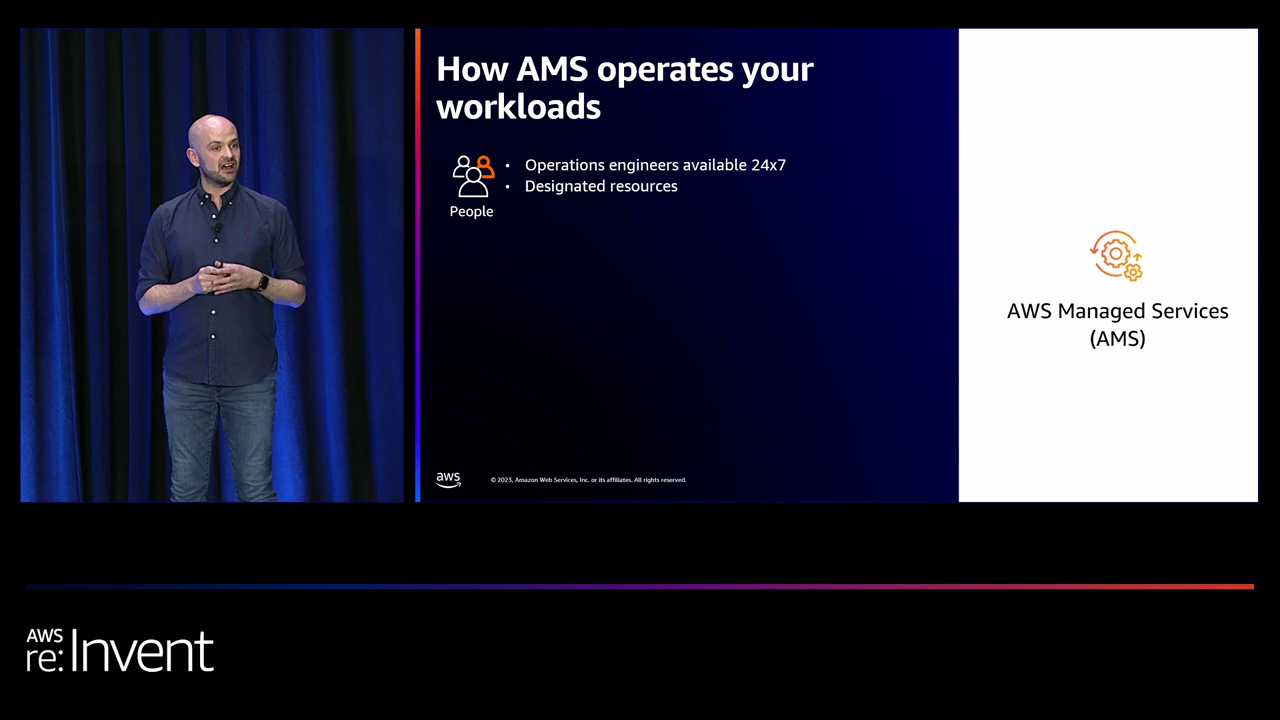 How AMS operates your
workloads
• Operations engineers available 24x7
• Designated resources
People
aws
© 2023, Amazon Web Services, Inc. or its affiliates. All rights reserved.
AWS Managed Services
(AMS)
AWS
re:Invent